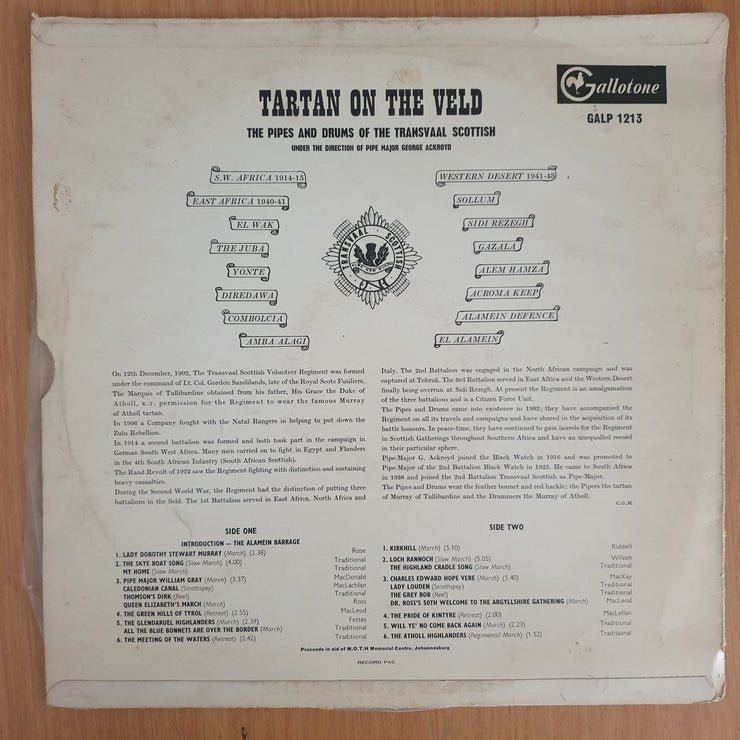 Gallotone
GALP 1213
TARTAN ON THE VELD
THE PIPES AND DRUMS OF THE TRANSVAAL SCOTTISH
UNDER THE DIRECTION OF PIPE MAJOR GEORGE ACKROYD
S.W. AFRICA 1914-15
EAST AFRICA 1940-41
EL WAK
THE JUBA
YONTE
DIREDAWA
COMBOLCIA
AMBA ALAGI
TRANSVAAL SCOTTISH
WESTERN DESERT 1941-43
SOLLUM
SIDI REZEGH
GAZALA
ALEM HAMZA
ACROMA KEEP
ALAMEIN DEFENCE
EL ALAMEIN
On 12th December, 1902, The Transvaal Scottish Volunteer Regiment was formed
under the command of Lt. Col. Gordon Sandilands, late of the Royal Scots Fusiliers.
The Marquis of Tullibardine obtained from his father, His Grace the Duke of
Atholl, K.T. permission for the Regiment to wear the famous Murray
of Atholl tartan.
In 1906 a Company fought with the Natal Rangers in helping to put down the
Zulu Rebellion.
In 1914 a second battalion was formed and both took part in the campaign in
German South West Africa. Many men carried on to fight in Egypt and Flanders
in the 4th South African Infantry (South African Scottish).
The Rand Revolt of 1922 saw the Regiment fighting with distinction and sustaining
heavy casualties.
During the Second World War, the Regiment had the distinction of putting three
battalions in the field. The 1st Battalion served in East Africa, North Africa and
Italy. The 2nd Battalion was engaged in the North African campaign and was
captured at Tobruk. The 3rd Battalion served in East Africa and the Western Desert
finally being overrun at Sidi Rezegh. At present the Regiment is an amalgamation
of the three battalions and is a Citizen Force Unit.
The Pipes and Drums came into existence in 1902; they have accompanied the
Regiment on all its travels and campaigns and have shared in the acquisition of its
battle honours. In peace-time, they have continued to gain laurels for the Regiment
in Scottish Gatherings throughout Southern Africa and have an unequalled record
in their particular sphere.
Pipe-Major G. Ackroyd joined the Black Watch in 1916 and was promoted to
Pipe-Major of the 2nd Battalion Black Watch in 1925. He came to South Africa
in 1938 and joined the 2nd Battalion Transvaal Scottish as Pipe-Major.
The Pipes and Drums wear the feather bonnet and red hackle; the Pipers the tartan
of Murray of Tullibardine and the Drummers the Murray of Atholl.
C.G.M
SIDE ONE
INTRODUCTION — THE ALAMEIN BARRAGE
1. LADY DOROTHY STEWART MURRAY (March) (2.38) Rose
2. THE SKYE BOAT SONG (Slow March) (4.00) Traditional
MY HOME (Slow March) Traditional
3. PIPE MAJOR WILLIAM GRAY (March) (3.37) MacDonald
CALEDONIAN CANAL (Strathspey) MacLachlan
THOMSON'S DIRK (Reel) Traditional
QUEEN ELIZABETH'S MARCH (March) Ross
4. THE GREEN HILLS OF TYROL (Retreat) (2.55) MacLeod
5. THE GLENDARUEL HIGHLANDERS (March) (2.39) Fettes
ALL THE BLUE BONNETS ARE OVER THE BORDER (March) Traditional
6. THE MEETING OF THE WATERS (Retreat) (2.42) Traditional
SIDE TWO
1. KIRKHILL (March) (5.10) Riddell
2. LOCH RANNOCH (Slow March) (5.05) Wilson
THE HIGHLAND CRADLE SONG (Slow March) Traditional
3. CHARLES EDWARD HOPE VERE (March) (5.40) MacKay
LADY LOUDEN (Strathspey) Traditional
THE GREY BOB (Reel) Traditional
DR. ROSS'S 50TH WELCOME TO THE ARGYLLSHIRE GATHERING (March) MacLeod
4. THE PRIDE OF KINTYRE (Retreat) (2.00) MacLellan
5. WILL YE' NO COME BACK AGAIN (March) (2.23) Traditional
6. THE ATHOLL HIGHLANDERS (Regimental March) (1.52) Traditional
Proceeds in aid of M.O.T.H Memorial Centre, Johannesburg
RECORD PAC